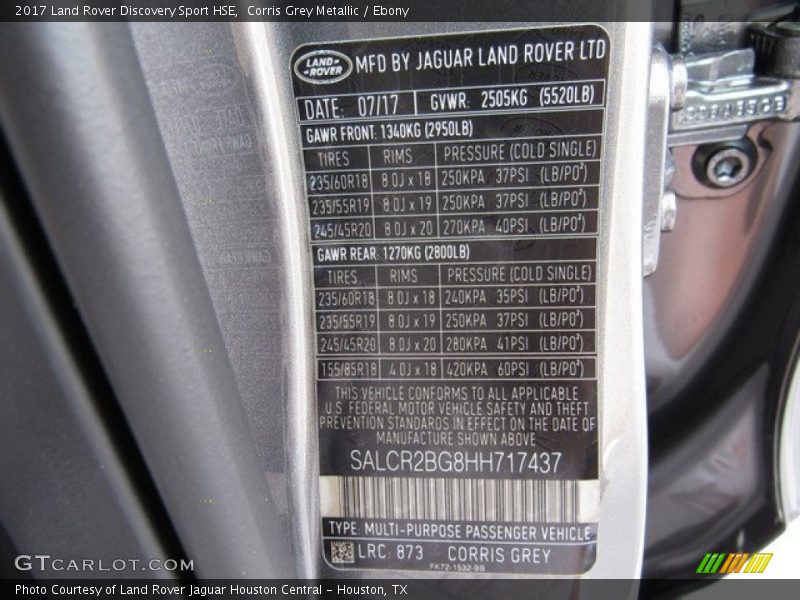 2017 Land Rover Discovery Sport HSE,  Corris Grey Metallic / Ebony
LAND-
-ROVER
MFD BY JAGUAR LAND ROVER LTD
DATE: 07/17 GVWR: 2505KG (5520LB)
GAWR FRONT: 1340KG (2950LB)
TIRES RIMS PRESSURE (COLD SINGLE)
235/60R18 8.0J x 18 250KPA 37PSI (LB/PO²)
235/55R19 8.0J x 19 250KPA 37PSI (LB/PO²)
245/45R20 8.0J x 20 270KPA 40PSI (LB/PO²)
GAWR REAR: 1270KG (2800LB)
TIRES RIMS PRESSURE (COLD SINGLE)
235/60R18 8.0J x 18 240KPA 35PSI (LB/PO²)
235/55R19 8.0J x 19 250KPA 37PSI (LB/PO²)
245/45R20 8.0J x 20 280KPA 41PSI (LB/PO²)
155/85R18 4.0J x 18 420KPA 60PSI (LB/PO²)
THIS VEHICLE CONFORMS TO ALL APPLICABLE
U.S. FEDERAL MOTOR VEHICLE SAFETY AND THEFT
PREVENTION STANDARDS IN EFFECT ON THE DATE OF
MANUFACTURE SHOWN ABOVE
SALCR2BG8HH717437
TYPE: MULTI-PURPOSE PASSENGER VEHICLE
LRC: 873 CORRIS GREY
FK72-1532-BB
GTCARLOT.COM
Photo Courtesy of Land Rover Jaguar Houston Central - Houston, TX